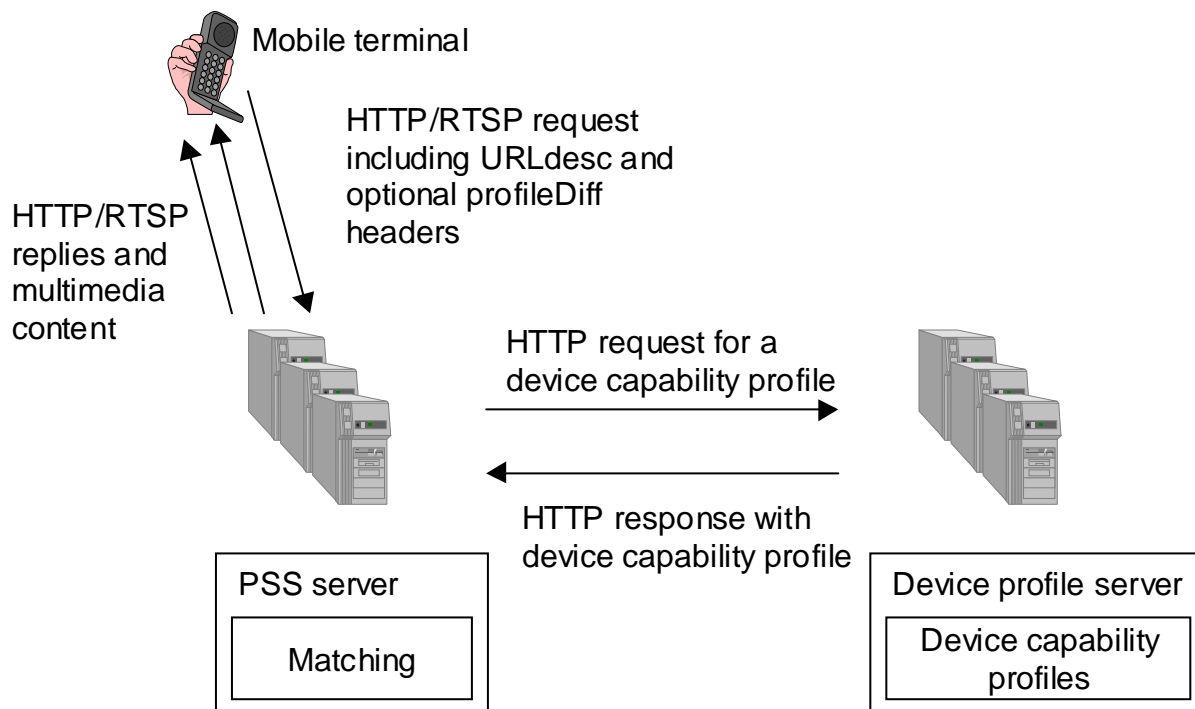 Mobile terminal
HTTP/RTSP request
including URLdesc and
optional profileDiff
headers
HTTP/RTSP
replies and
multimedia
content
HTTP request for a
device capability profile
HTTP response with
device capability profile
PSS server
Matching
Device profile server
Device capability
profiles